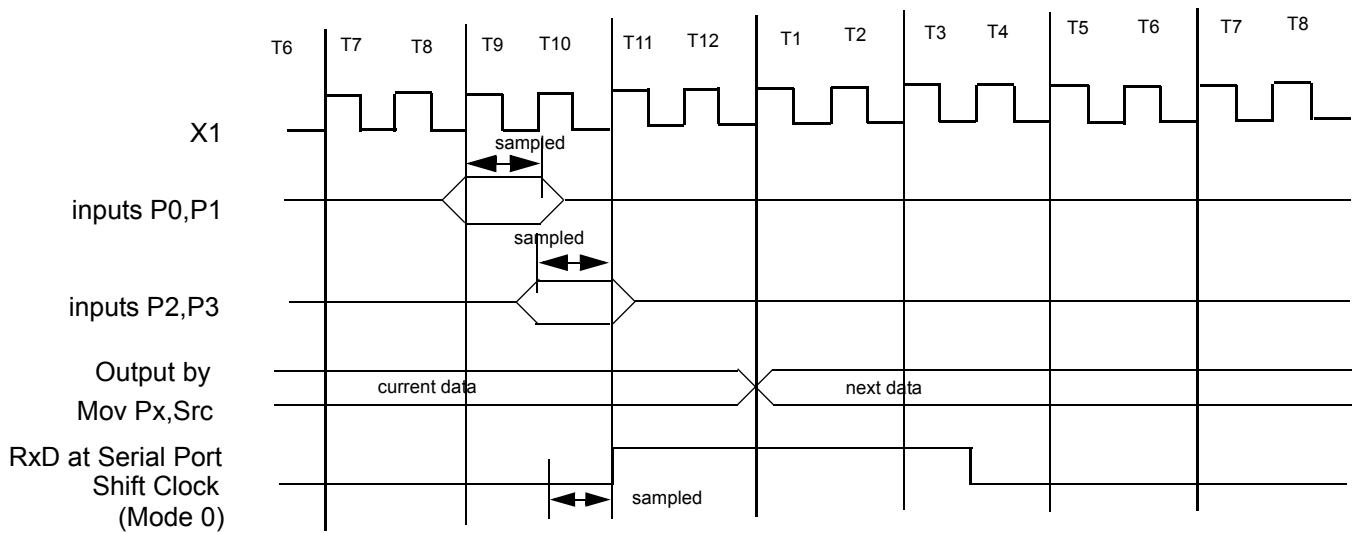 T6 T7 T8 T9 T10 T11 T12 T1 T2 T3 T4 T5 T6 T7 T8
X1
sampled
inputs P0,P1
sampled
inputs P2,P3
Output by
current data next data
Mov Px,Src
RxD at Serial Port
Shift Clock
sampled
(Mode 0)